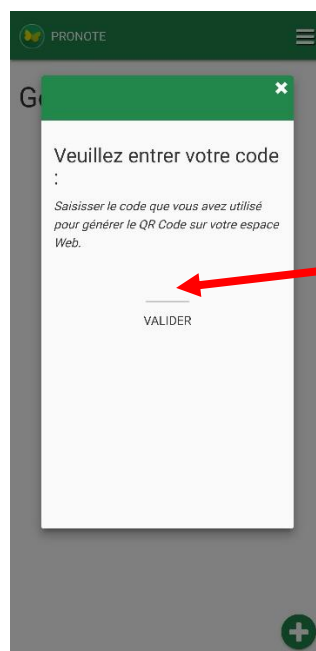 PRONOTE
G
Veuillez entrer votre code
:
Saisisser le code que vous avez utilisé
pour générer le QR Code sur votre espace
Web.
VALIDER